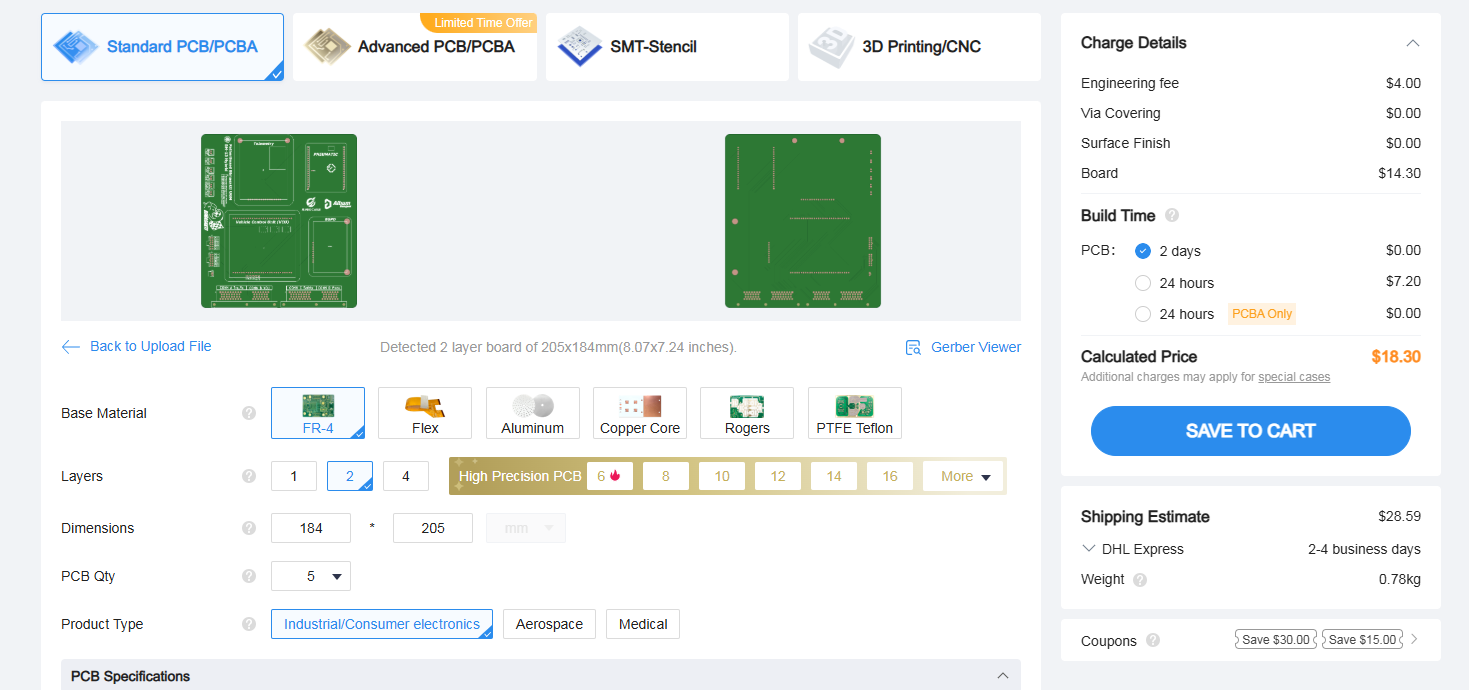 Standard PCB/PCBA
Limited Time Offer
Advanced PCB/PCBA
SMT-Stencil
3D Printing/CNC
Telemetry
PNEUMATIC
Altium
Vehicle Control Unit (VCU)
Back to Upload File
Detected 2 layer board of 205x184mm(8.07x7.24 inches).
Gerber Viewer
Base Material
FR-4
Flex
Aluminum
Copper Core
Rogers
PTFE Teflon
Layers
1
2
4
High Precision PCB
6
8
10
12
14
16
More
Dimensions
184
*
205
mm
PCB Qty
5
Product Type
Industrial/Consumer electronics
Aerospace
Medical
PCB Specifications
Charge Details
Engineering fee $4.00
Via Covering $0.00
Surface Finish $0.00
Board $14.30
Build Time
PCB: 2 days $0.00
24 hours $7.20
24 hours PCBA Only $0.00
Calculated Price $18.30
Additional charges may apply for special cases
SAVE TO CART
Shipping Estimate $28.59
DHL Express 2-4 business days
Weight 0.78kg
Coupons Save $30.00 Save $15.00